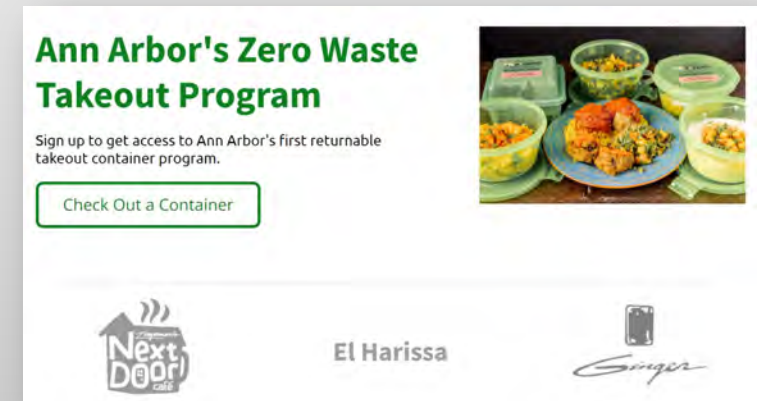 Ann Arbor's Zero Waste
Takeout Program
Sign up to get access to Ann Arbor's first returnable
takeout container program.
Check Out a Container
Zingerman's
Next
Door
café
El Harissa
Ginger